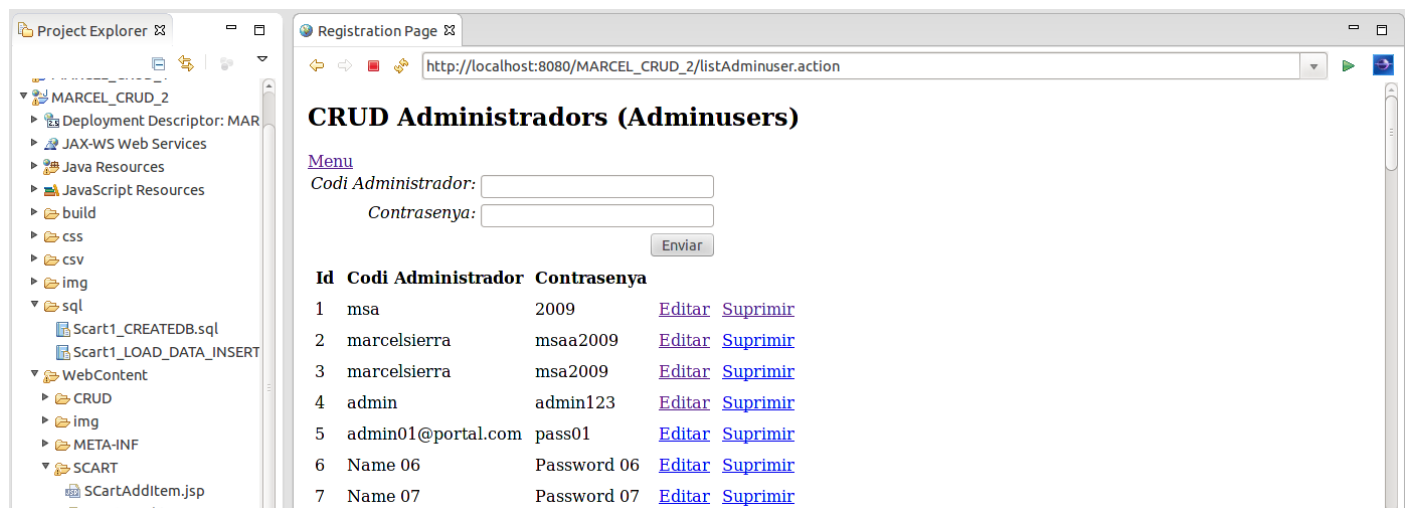 Project Explorer
MARCEL_CRUD_2
Deployment Descriptor: MAR
JAX-WS Web Services
Java Resources
JavaScript Resources
build
css
csv
img
sql
Scart1_CREATEDB.sql
Scart1_LOAD_DATA_INSERT
WebContent
CRUD
img
META-INF
SCART
SCartAddItem.jsp
Registration Page
http://localhost:8080/MARCEL_CRUD_2/listAdminuser.action
CRUD Administradors (Adminusers)
Menu
Codi Administrador:
Contrasenya:
Enviar
Id Codi Administrador Contrasenya
1 msa 2009 Editar Suprimir
2 marcelsierra msaa2009 Editar Suprimir
3 marcelsierra msa2009 Editar Suprimir
4 admin admin123 Editar Suprimir
5 admin01@portal.com pass01 Editar Suprimir
6 Name 06 Password 06 Editar Suprimir
7 Name 07 Password 07 Editar Suprimir